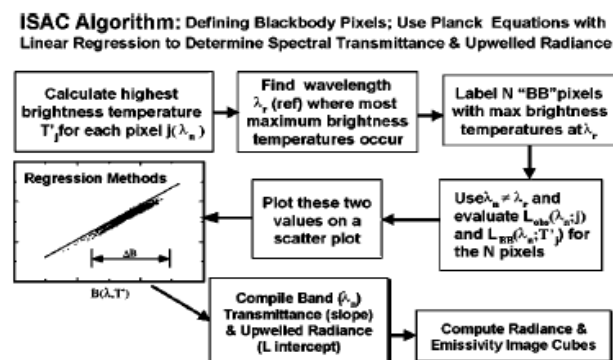 ISAC Algorithm: Defining Blackbody Pixels; Use Planck Equations with
Linear Regression to Determine Spectral Transmittance & Upwelled Radiance
Calculate highest
brightness temperature
T'j for each pixel j(λn)
Find wavelength
λr (ref) where most
maximum brightness
temperatures occur
Label N “BB”pixels
with max brightness
temperatures at λr
Use λn ≠ λr and
evaluate Lobs(λn;j)
and LBB(λn;T'j) for
the N pixels
Plot these two
values on a
scatter plot
Regression Methods
ΔB
B(λ,T')
Compile Band (λn)
Transmittance (slope)
& Upwelled Radiance
(L intercept)
Compute Radiance &
Emissivity Image Cubes